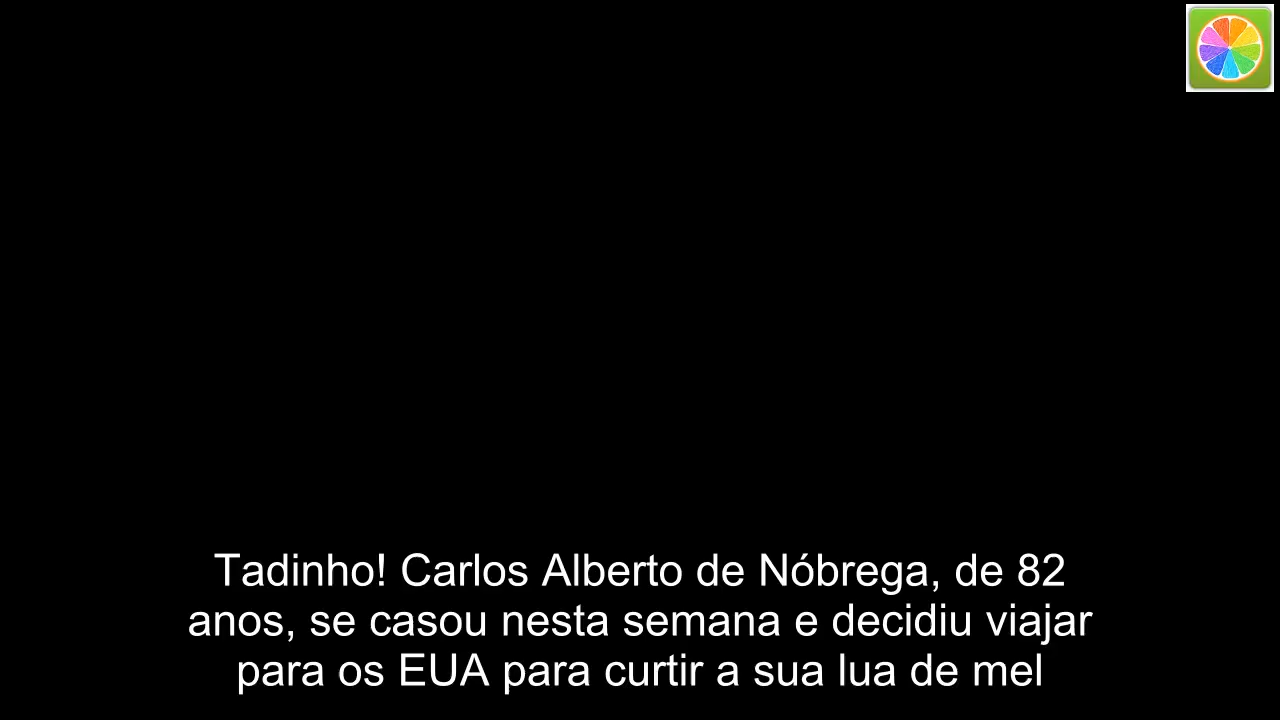 Tadinho! Carlos Alberto de Nóbrega, de 82
anos, se casou nesta semana e decidiu viajar
para os EUA para curtir a sua lua de mel